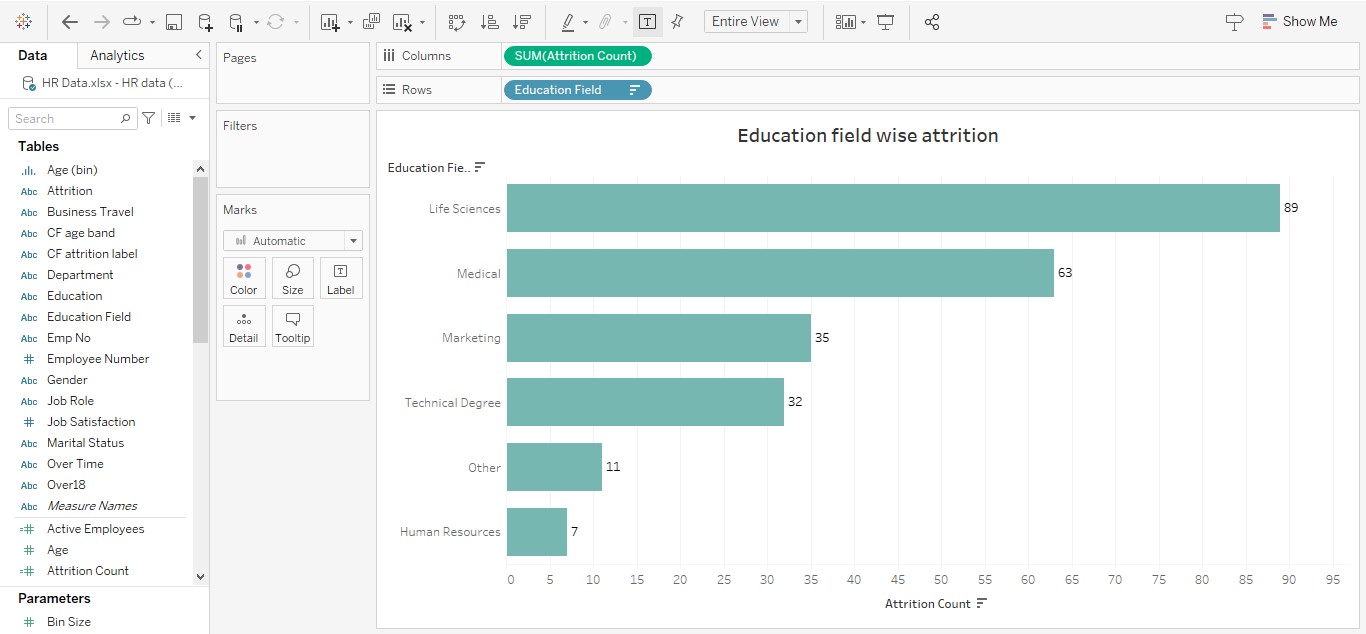 Entire View
Show Me
Data
Analytics
HR Data.xlsx - HR data (...
Search
Tables
Age (bin)
Abc Attrition
Abc Business Travel
Abc CF age band
Abc CF attrition label
Abc Department
Abc Education
Abc Education Field
Abc Emp No
# Employee Number
Abc Gender
Abc Job Role
# Job Satisfaction
Abc Marital Status
Abc Over Time
Abc Over18
Abc Measure Names
=# Active Employees
# Age
=# Attrition Count
Parameters
# Bin Size
Pages
Filters
Marks
Automatic
Color
Size
T
Label
Detail
Tooltip
Columns
SUM(Attrition Count)
Rows
Education Field
Education field wise attrition
Education Fie..
Life Sciences 89
Medical 63
Marketing 35
Technical Degree 32
Other 11
Human Resources 7
0 5 10 15 20 25 30 35 40 45 50 55 60 65 70 75 80 85 90 95
Attrition Count